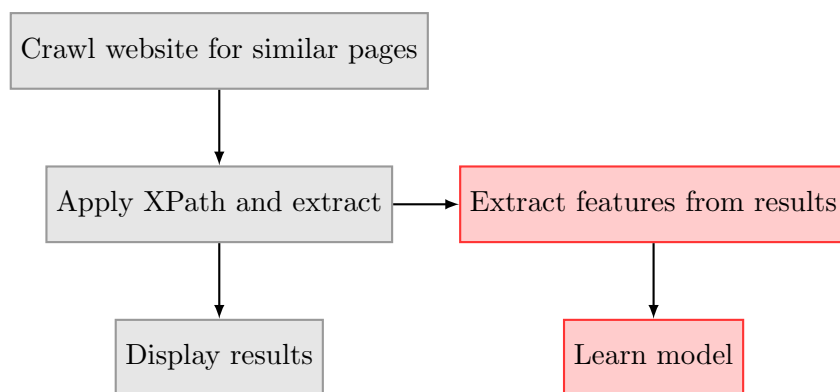 Crawl website for similar pages
Apply XPath and extract
Extract features from results
Display results
Learn model